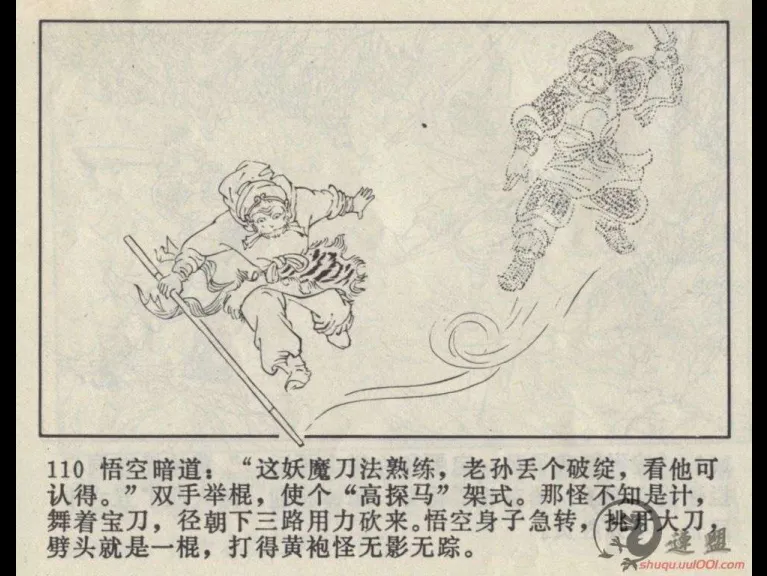 110 悟空暗道：“这妖魔刀法熟练，老孙丢个破绽，看他可
认得。”双手举棍，使个“高探马”架式。那怪不知是计，
舞着宝刀，径朝下三路用力砍来。悟空身子急转，挑开大刀，
劈头就是一棍，打得黄袍怪无影无踪。
連盟
shuqu.uul001.com